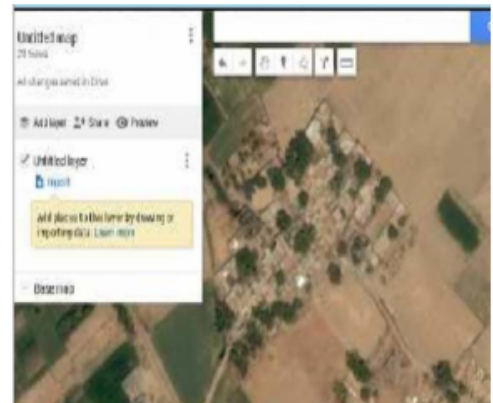 Untitled map
All changes saved in Drive
Add layer Share Preview
Untitled layer
Import
Add places to this layer by drawing or
importing data. Learn more
Base map